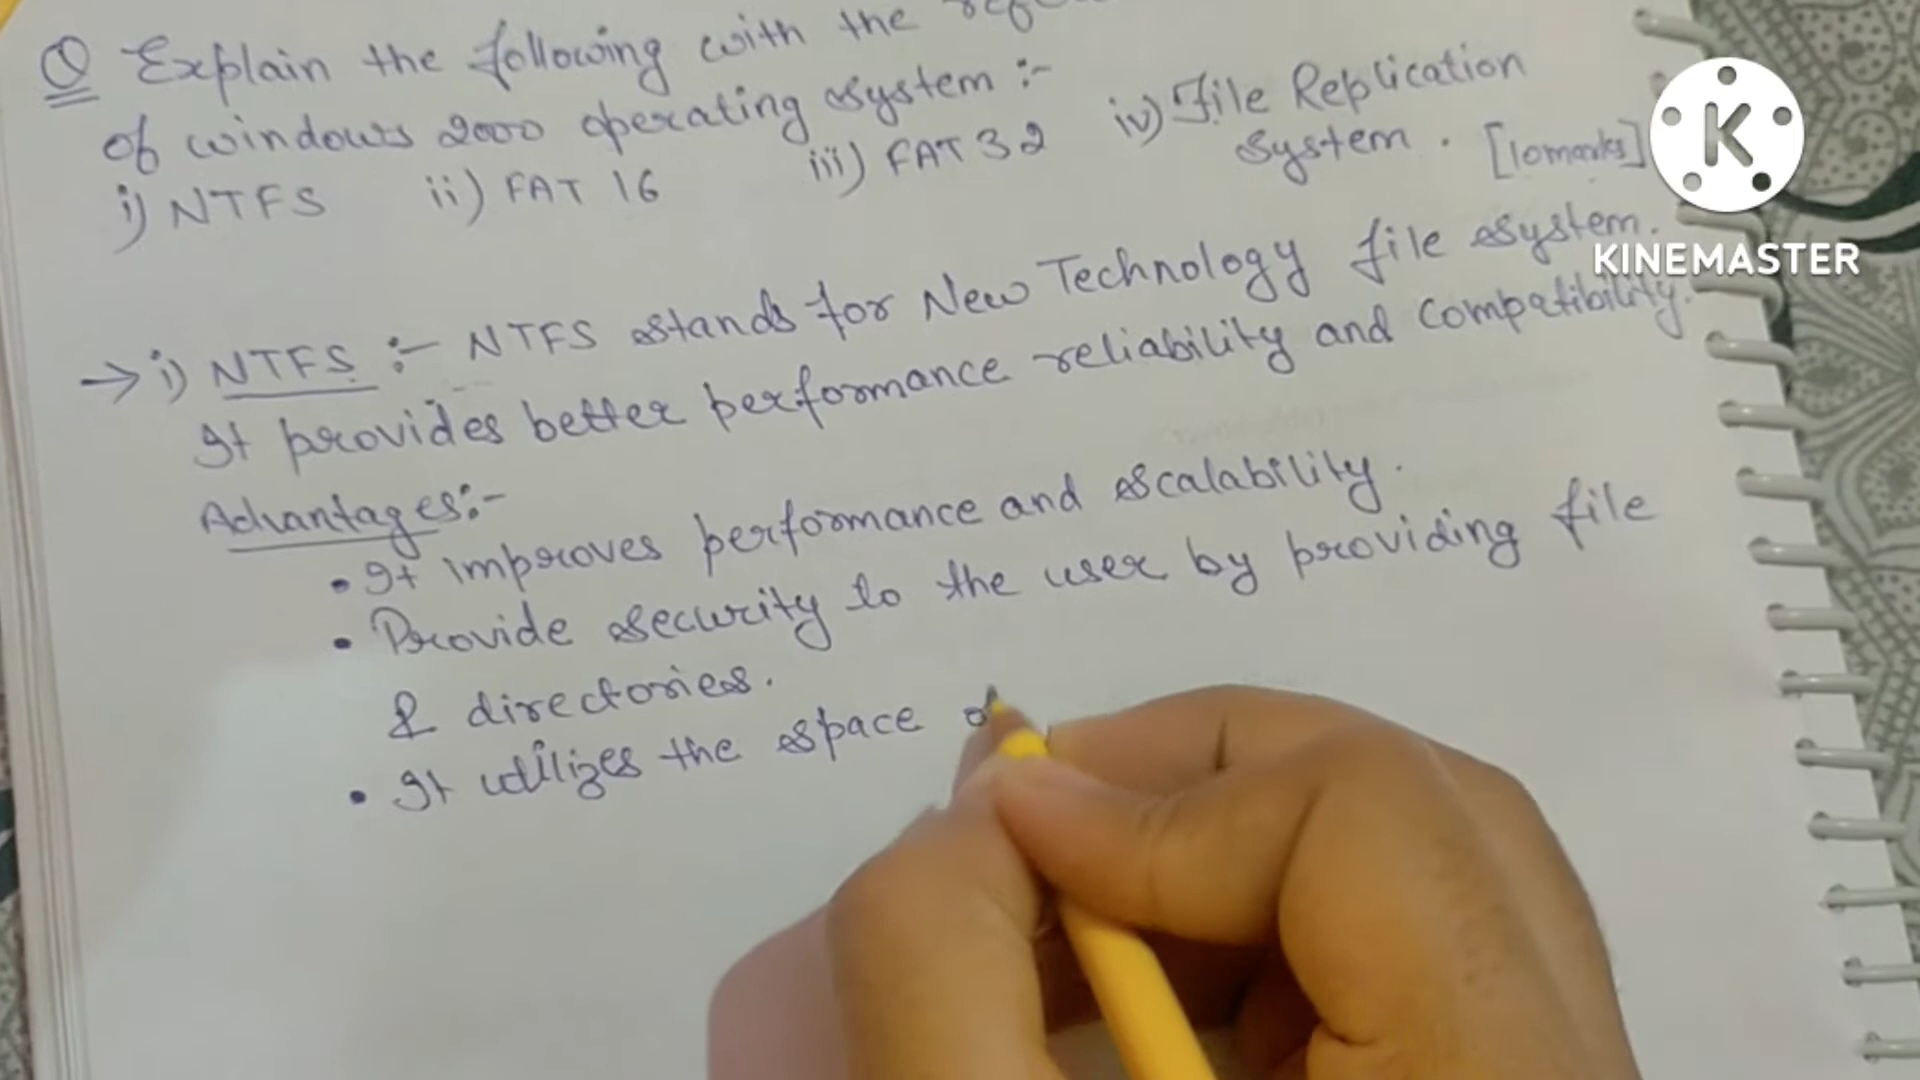 Q Explain the following with the
of windows 2000 operating system :-
i) NTFS ii) FAT 16 iii) FAT 32 iv) File Replication
system. [10marks]
→ i) NTFS :- NTFS stands for New Technology file system.
It provides better performance reliability and compatibility.
Advantages:-
• It improves performance and scalability.
• Provide security to the user by providing file
& directories.
• It utilizes the space
K
KINEMASTER